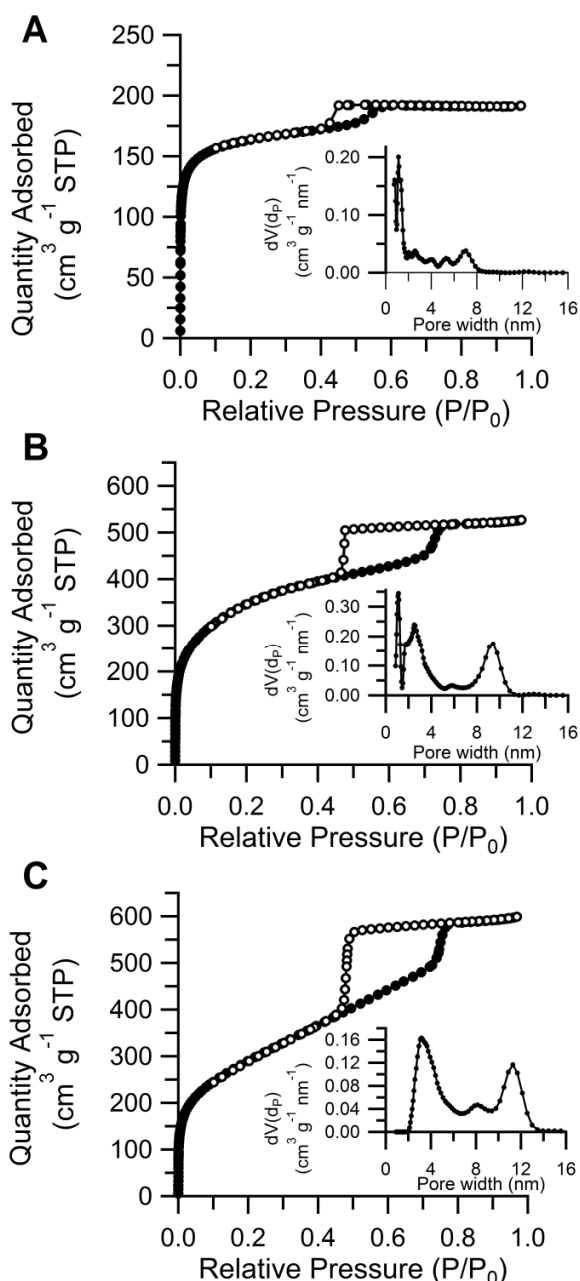 A
250
200
150
100
50
0
Quantity Adsorbed
(cm³ g⁻¹ STP)
0.20
0.10
0.00
dV(dₚ)
(cm³ g⁻¹ nm⁻¹)
0 4 8 12 16
Pore width (nm)
0.0 0.2 0.4 0.6 0.8 1.0
Relative Pressure (P/P₀)
B
600
500
400
300
200
100
0
Quantity Adsorbed
(cm³ g⁻¹ STP)
0.30
0.20
0.10
0.00
dV(dₚ)
(cm³ g⁻¹ nm⁻¹)
0 4 8 12 16
Pore width (nm)
0.0 0.2 0.4 0.6 0.8 1.0
Relative Pressure (P/P₀)
C
600
500
400
300
200
100
0
Quantity Adsorbed
(cm³ g⁻¹ STP)
0.16
0.12
0.08
0.04
0.00
dV(dₚ)
(cm³ g⁻¹ nm⁻¹)
0 4 8 12 16
Pore width (nm)
0.0 0.2 0.4 0.6 0.8 1.0
Relative Pressure (P/P₀)